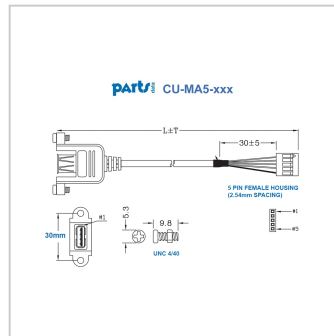 parts CU-MA5-xxx
L±T
30±5
5 PIN FEMALE HOUSING
(2.54mm SPACING)
#1
5.3
9.8
#1
30mm
#5
UNC 4/40